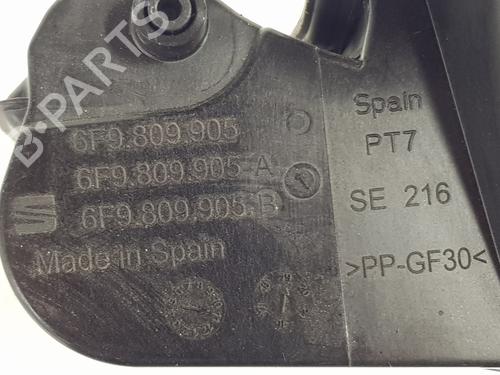 B-PARTS
6F9.809.905
6F9.809.905 A
6F9.809.905 B
Made in Spain
Spain
PT7
SE 216
>PP-GF30<